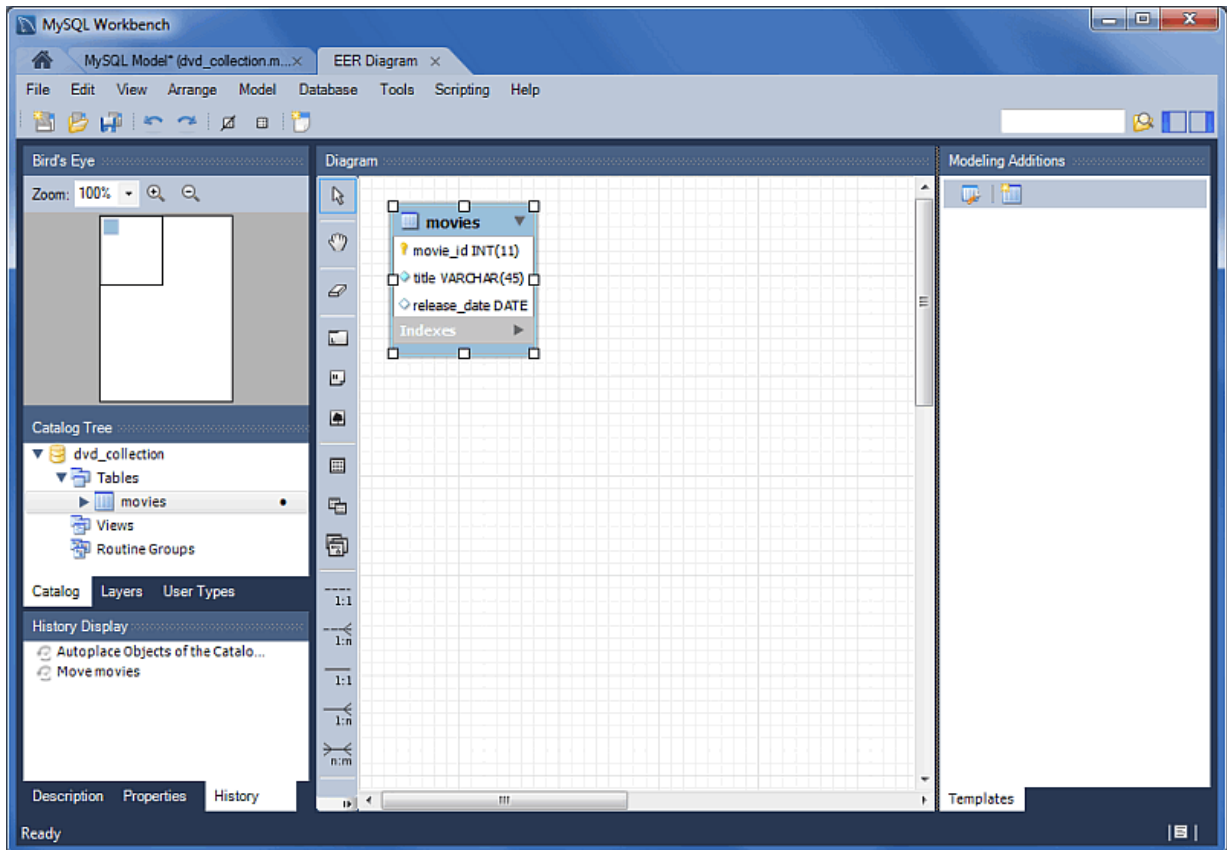 MySQL Workbench
MySQL Model* (dvd_collection.m... EER Diagram
File Edit View Arrange Model Database Tools Scripting Help
Bird's Eye
Zoom: 100%
Catalog Tree
dvd_collection
Tables
movies
Views
Routine Groups
Catalog Layers User Types
History Display
Autoplace Objects of the Catalo...
Move movies
Description Properties History
Diagram
1:1
1:n
1:1
1:n
n:m
movies
movie_id INT(11)
title VARCHAR(45)
release_date DATE
Indexes
Modeling Additions
Templates
Ready